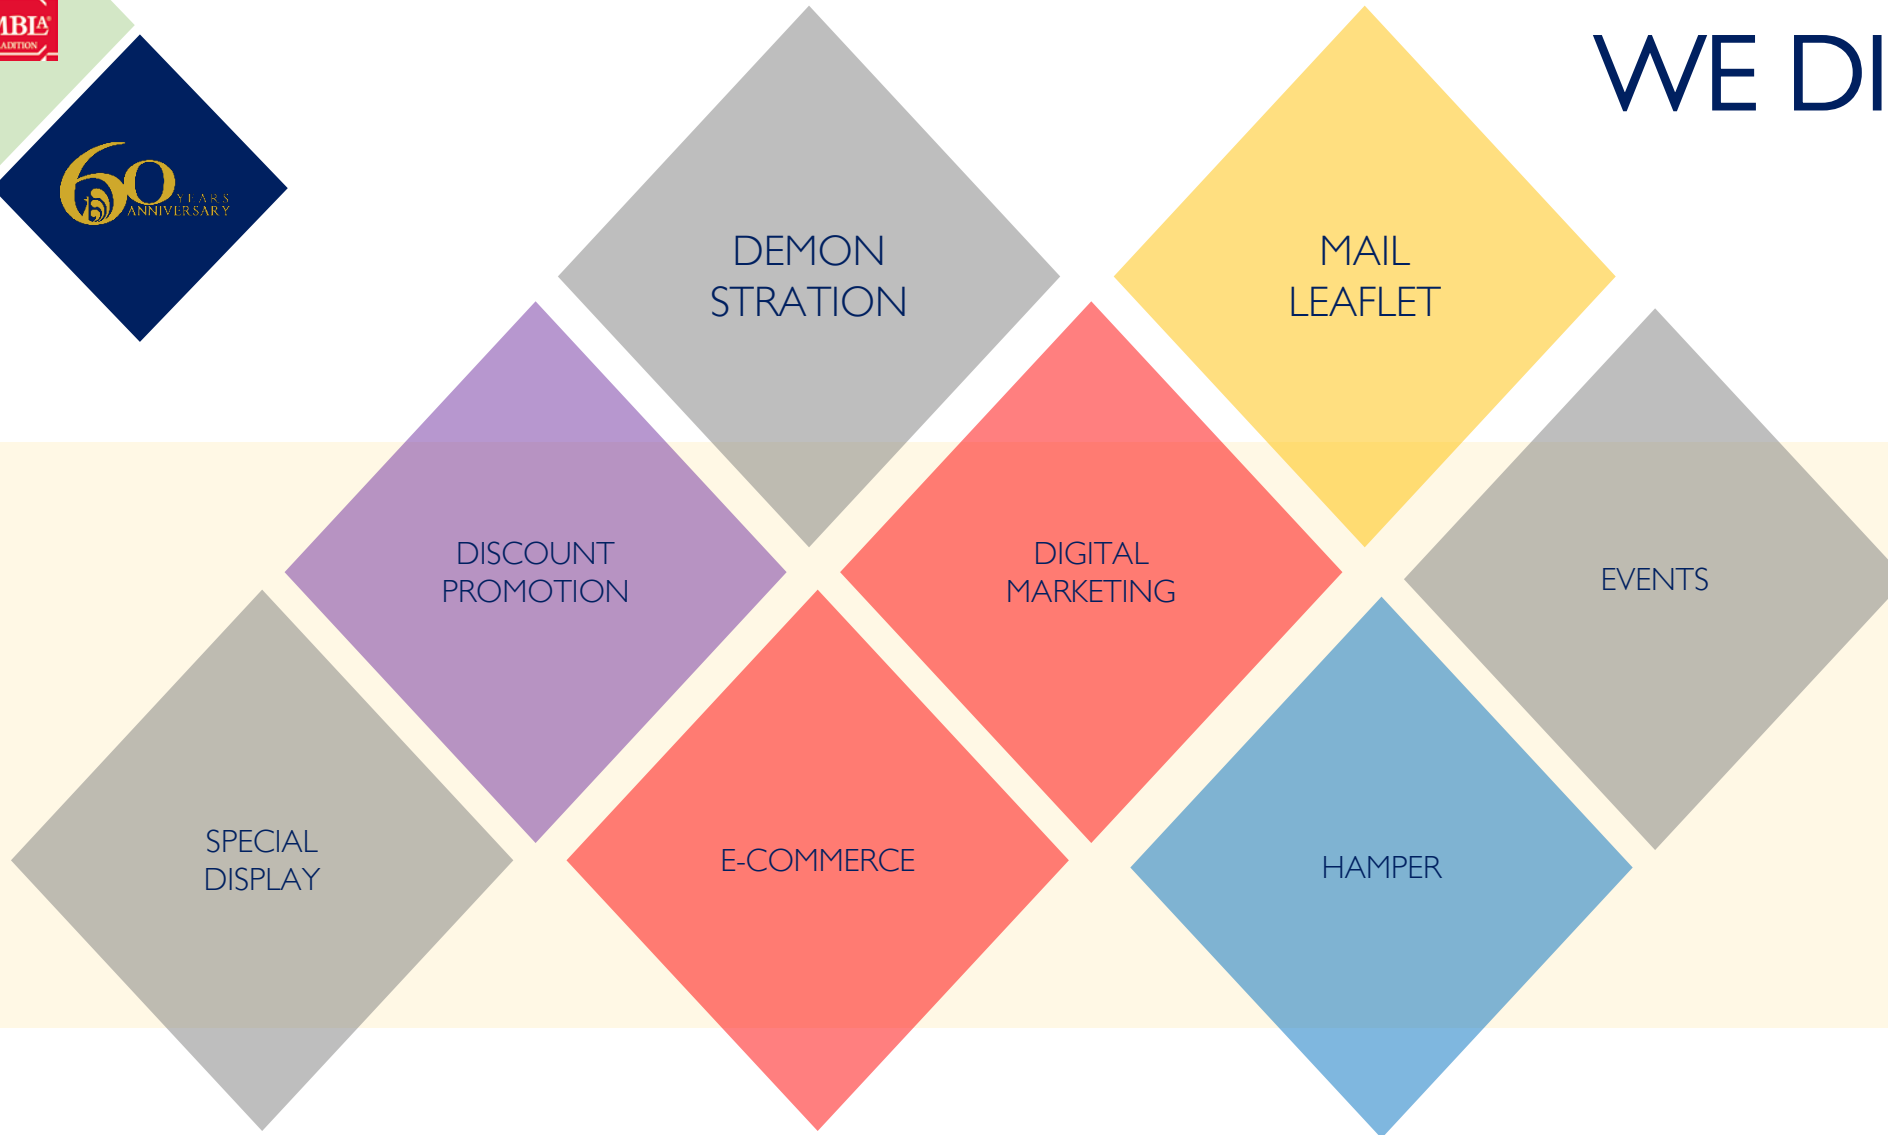 WE DI
60
YEARS
ANNIVERSARY
DEMON
STRATION
MAIL
LEAFLET
DISCOUNT
PROMOTION
DIGITAL
MARKETING
EVENTS
SPECIAL
DISPLAY
E-COMMERCE
HAMPER